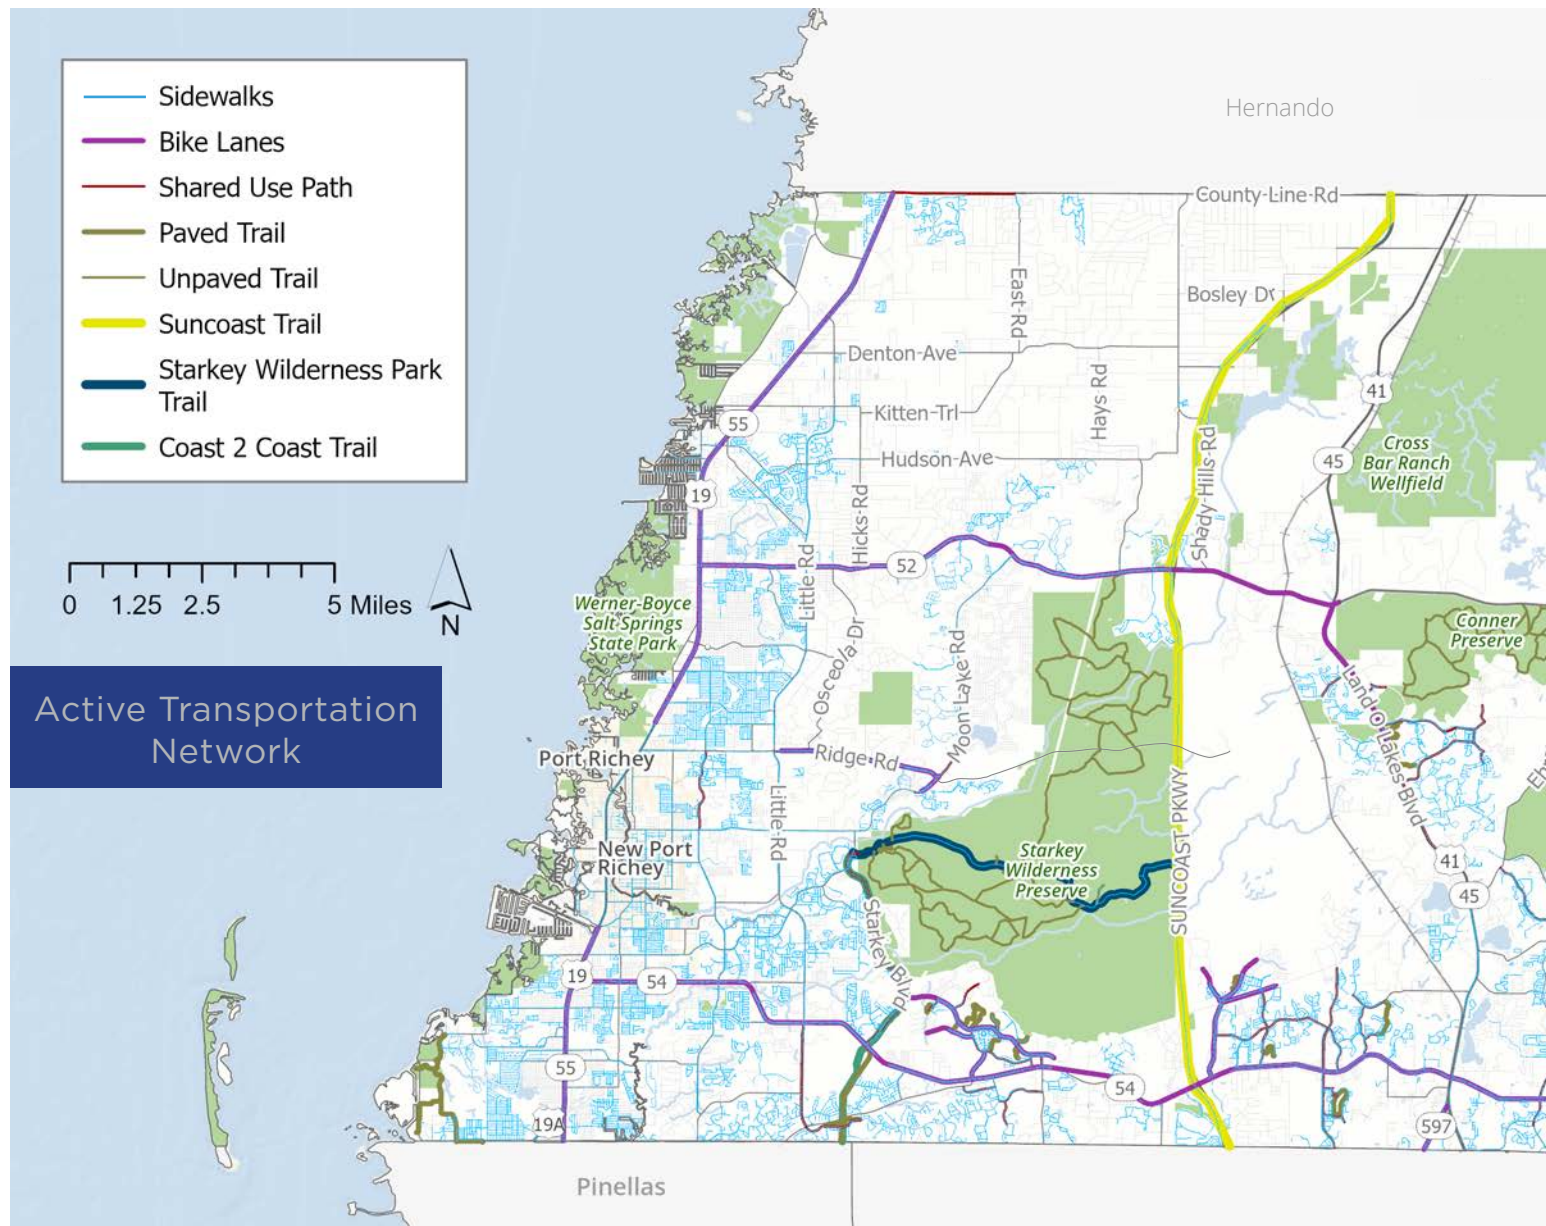 Sidewalks
Bike Lanes
Shared Use Path
Paved Trail
Unpaved Trail
Suncoast Trail
Starkey Wilderness Park
Trail
Coast 2 Coast Trail
0 1.25 2.5 5 Miles
N
Active Transportation
Network
Hernando
County-Line-Rd
Bosley Dr
East-Rd
Denton-Ave
Kitten-Trl
Hays Rd
Hudson-Ave
Shady-Hills-Rd
41
45
Cross
Bar Ranch
Wellfield
55
19
Hicks-Rd
Little-Rd
52
Werner-Boyce
Salt Springs
State Park
Osceola-Dr
Moon-Lake-Rd
Conner
Preserve
Land-O-Lakes-Blvd
Port Richey
Ridge-Rd
Little-Rd
SUNCOAST PKWY
New Port
Richey
Starkey
Wilderness
Preserve
41
45
Starkey Blvd
19
54
55
19A
54
597
Pinellas